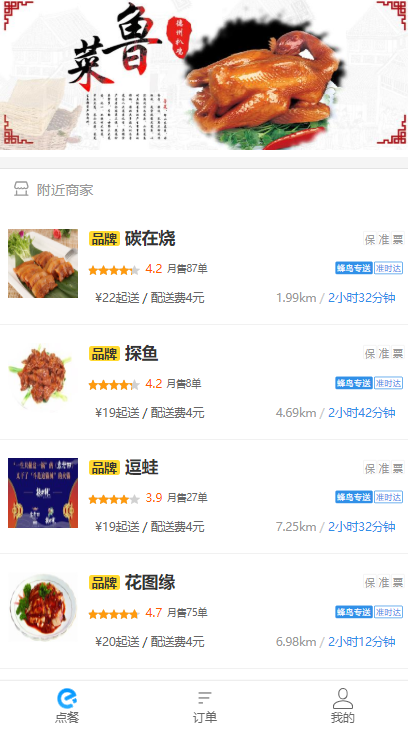 鲁
菜
德州扒鸡
附近商家
品牌 碳在烧 保 准 票
4.2 月售87单 蜂鸟专送 准时达
¥22起送 / 配送费4元 1.99km / 2小时32分钟
品牌 探鱼 保 准 票
4.2 月售8单 蜂鸟专送 准时达
¥19起送 / 配送费4元 4.69km / 2小时42分钟
品牌 逗蛙 保 准 票
3.9 月售27单 蜂鸟专送 准时达
¥19起送 / 配送费4元 7.25km / 2小时32分钟
品牌 花图缘 保 准 票
4.7 月售75单 蜂鸟专送 准时达
¥20起送 / 配送费4元 6.98km / 2小时12分钟
点餐 订单 我的